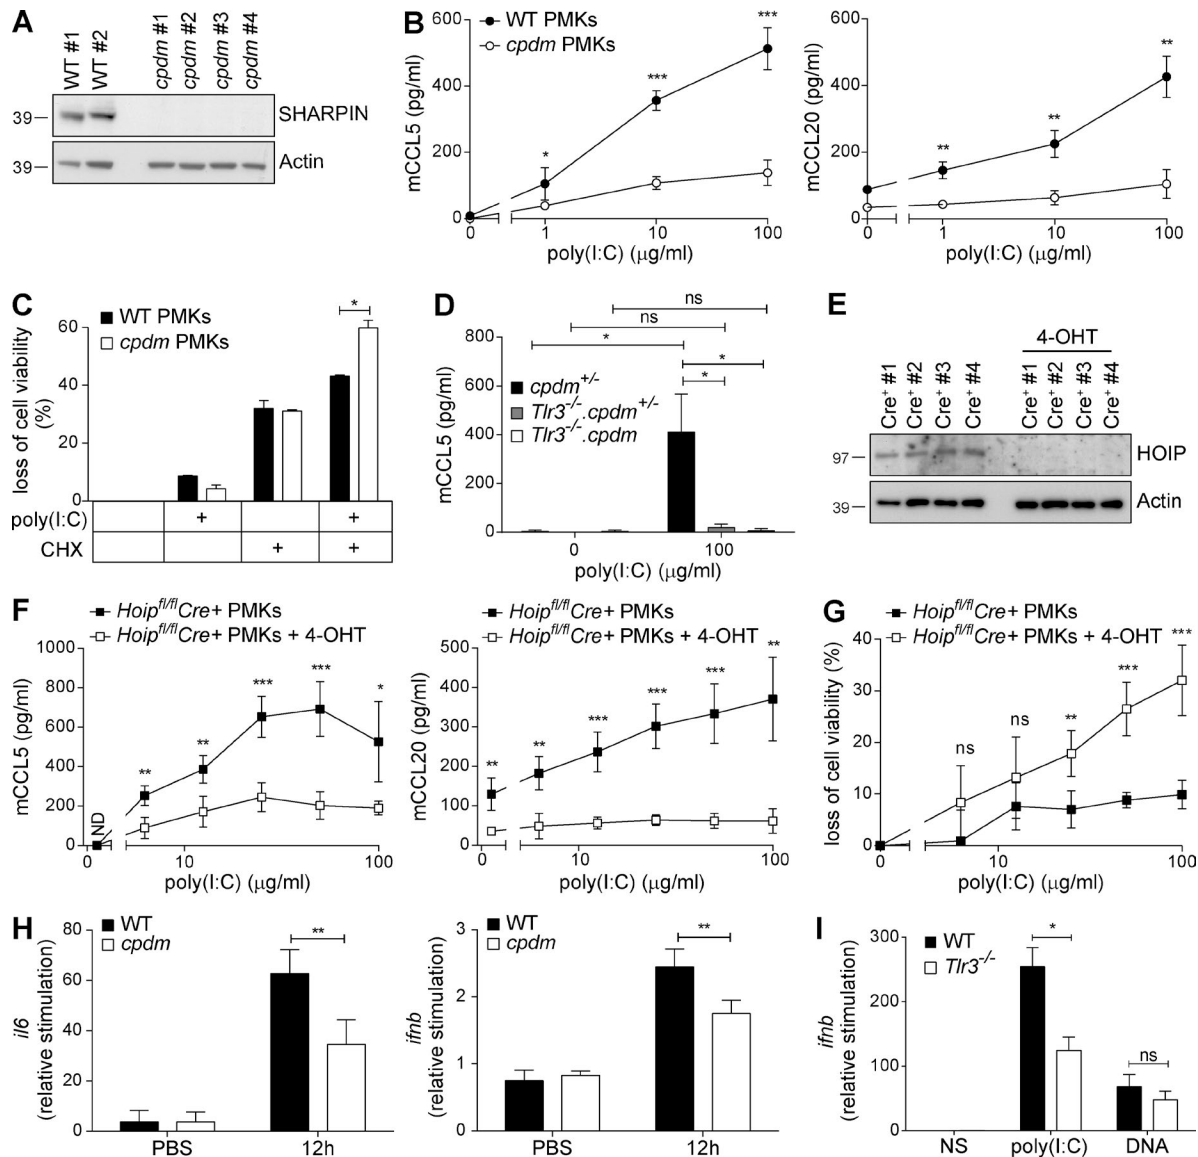 A
WT #1
WT #2
cpdm #1
cpdm #2
cpdm #3
cpdm #4
39
SHARPIN
39
Actin
B
WT PMKs
cpdm PMKs
mCCL5 (pg/ml)
600
400
200
0
*
***
***
0 1 10 100
poly(I:C) (μg/ml)
mCCL20 (pg/ml)
600
400
200
0
**
**
**
0 1 10 100
poly(I:C) (μg/ml)
C
WT PMKs
cpdm PMKs
loss of cell viability
(%)
60
40
20
0
*
poly(I:C) + +
CHX + +
D
ns
ns
*
*
*
cpdm+/-
Tlr3-/-.cpdm+/-
Tlr3-/-.cpdm
mCCL5 (pg/ml)
800
600
400
200
0
0 100
poly(I:C) (μg/ml)
E
4-OHT
Cre+ #1
Cre+ #2
Cre+ #3
Cre+ #4
Cre+ #1
Cre+ #2
Cre+ #3
Cre+ #4
97
HOIP
39
Actin
F
Hoipfl/flCre+ PMKs
Hoipfl/flCre+ PMKs + 4-OHT
mCCL5 (pg/ml)
1000
800
600
400
200
0
ND
**
**
***
***
*
0 10 100
poly(I:C) (μg/ml)
Hoipfl/flCre+ PMKs
Hoipfl/flCre+ PMKs + 4-OHT
mCCL20 (pg/ml)
500
400
300
200
100
0
**
**
***
***
***
**
0 10 100
poly(I:C) (μg/ml)
G
Hoipfl/flCre+ PMKs
Hoipfl/flCre+ PMKs + 4-OHT
loss of cell viability (%)
40
30
20
10
0
ns
ns
**
***
***
0 10 100
poly(I:C) (μg/ml)
H
WT
cpdm
il6
(relative stimulation)
80
60
40
20
0
**
PBS 12h
WT
cpdm
ifnb
(relative stimulation)
3
2
1
0
**
PBS 12h
I
WT
Tlr3-/-
ifnb
(relative stimulation)
300
200
100
0
*
ns
NS poly(I:C) DNA